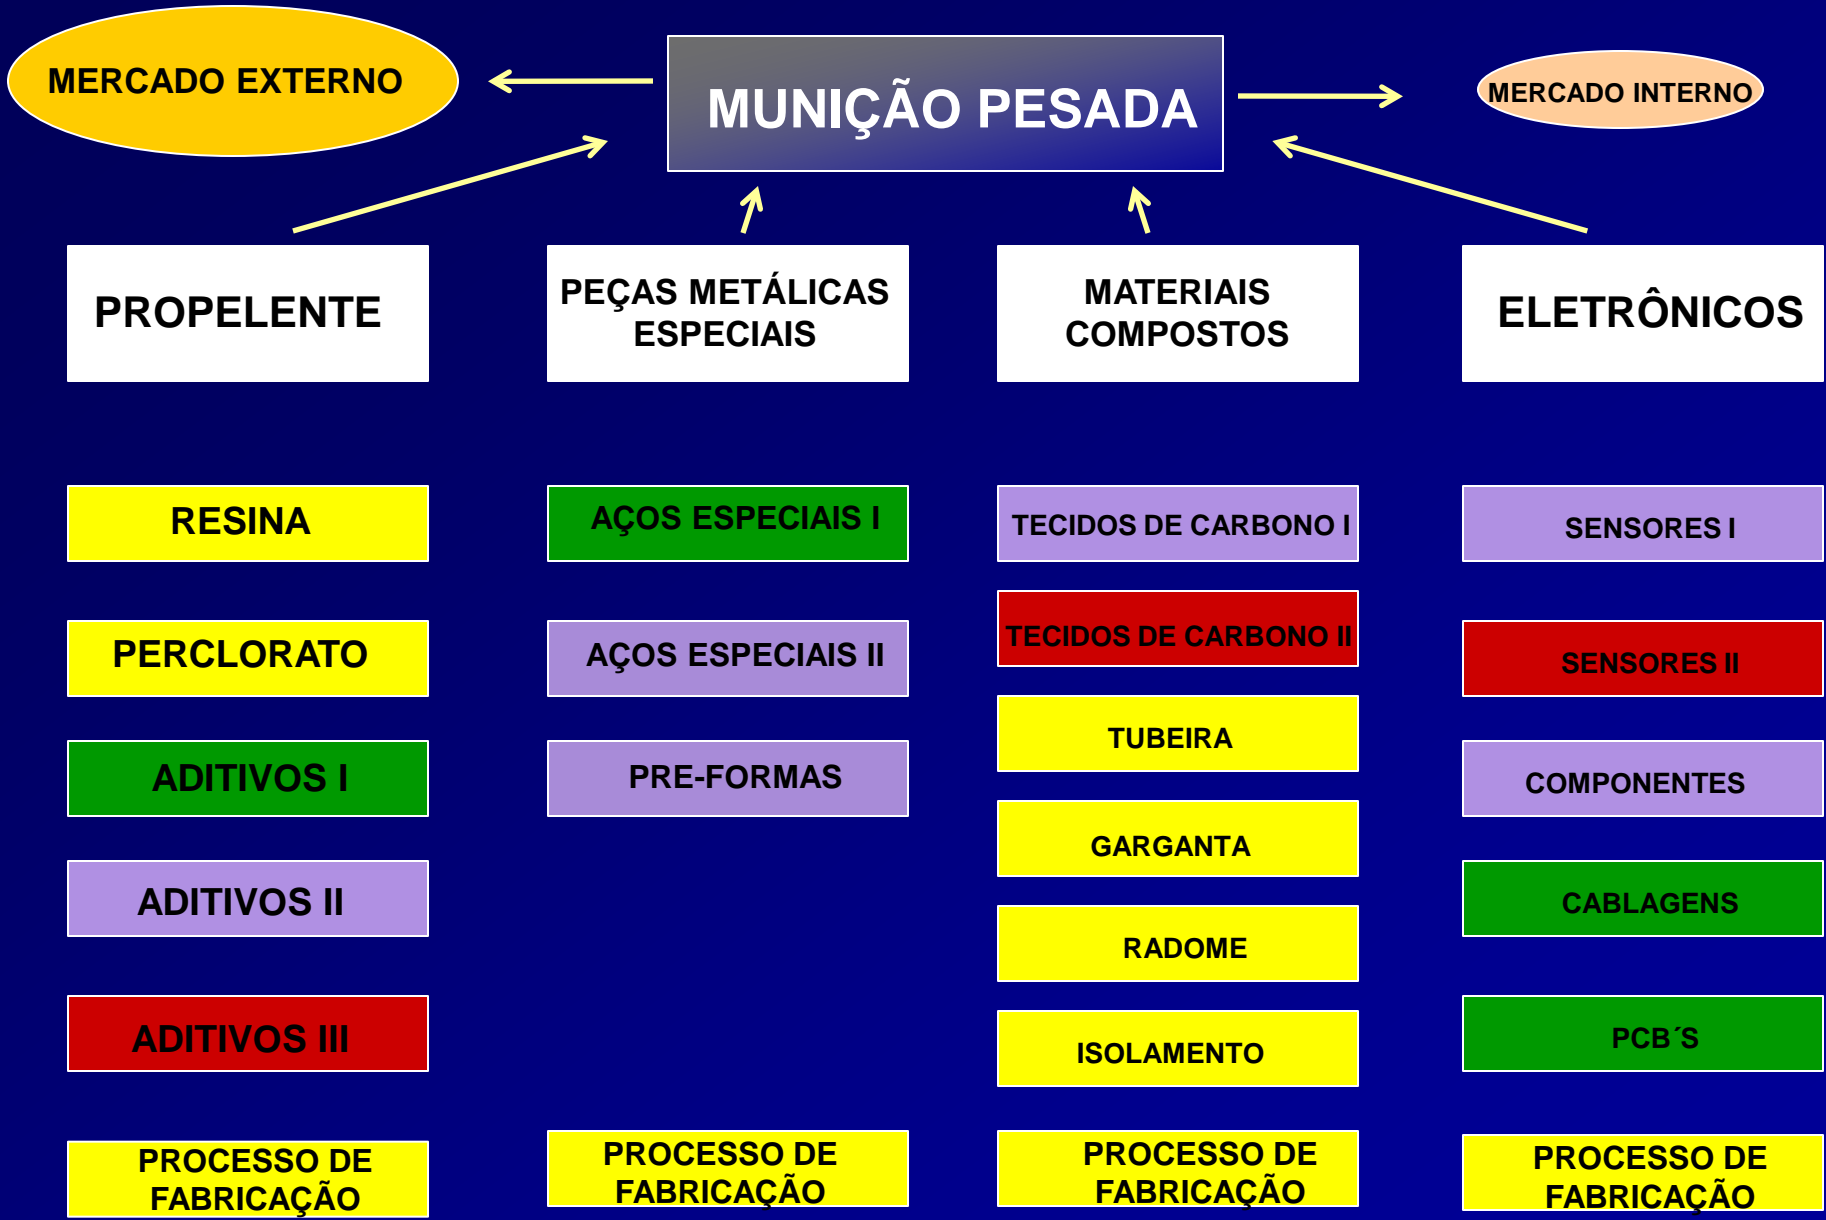 MERCADO EXTERNO
MUNIÇÃO PESADA
MERCADO INTERNO
PROPELENTE
PEÇAS METÁLICAS
ESPECIAIS
MATERIAIS
COMPOSTOS
ELETRÔNICOS
RESINA
PERCLORATO
ADITIVOS I
ADITIVOS II
ADITIVOS III
PROCESSO DE
FABRICAÇÃO
AÇOS ESPECIAIS I
AÇOS ESPECIAIS II
PRE-FORMAS
PROCESSO DE
FABRICAÇÃO
TECIDOS DE CARBONO I
TECIDOS DE CARBONO II
TUBEIRA
GARGANTA
RADOME
ISOLAMENTO
PROCESSO DE
FABRICAÇÃO
SENSORES I
SENSORES II
COMPONENTES
CABLAGENS
PCB´S
PROCESSO DE
FABRICAÇÃO